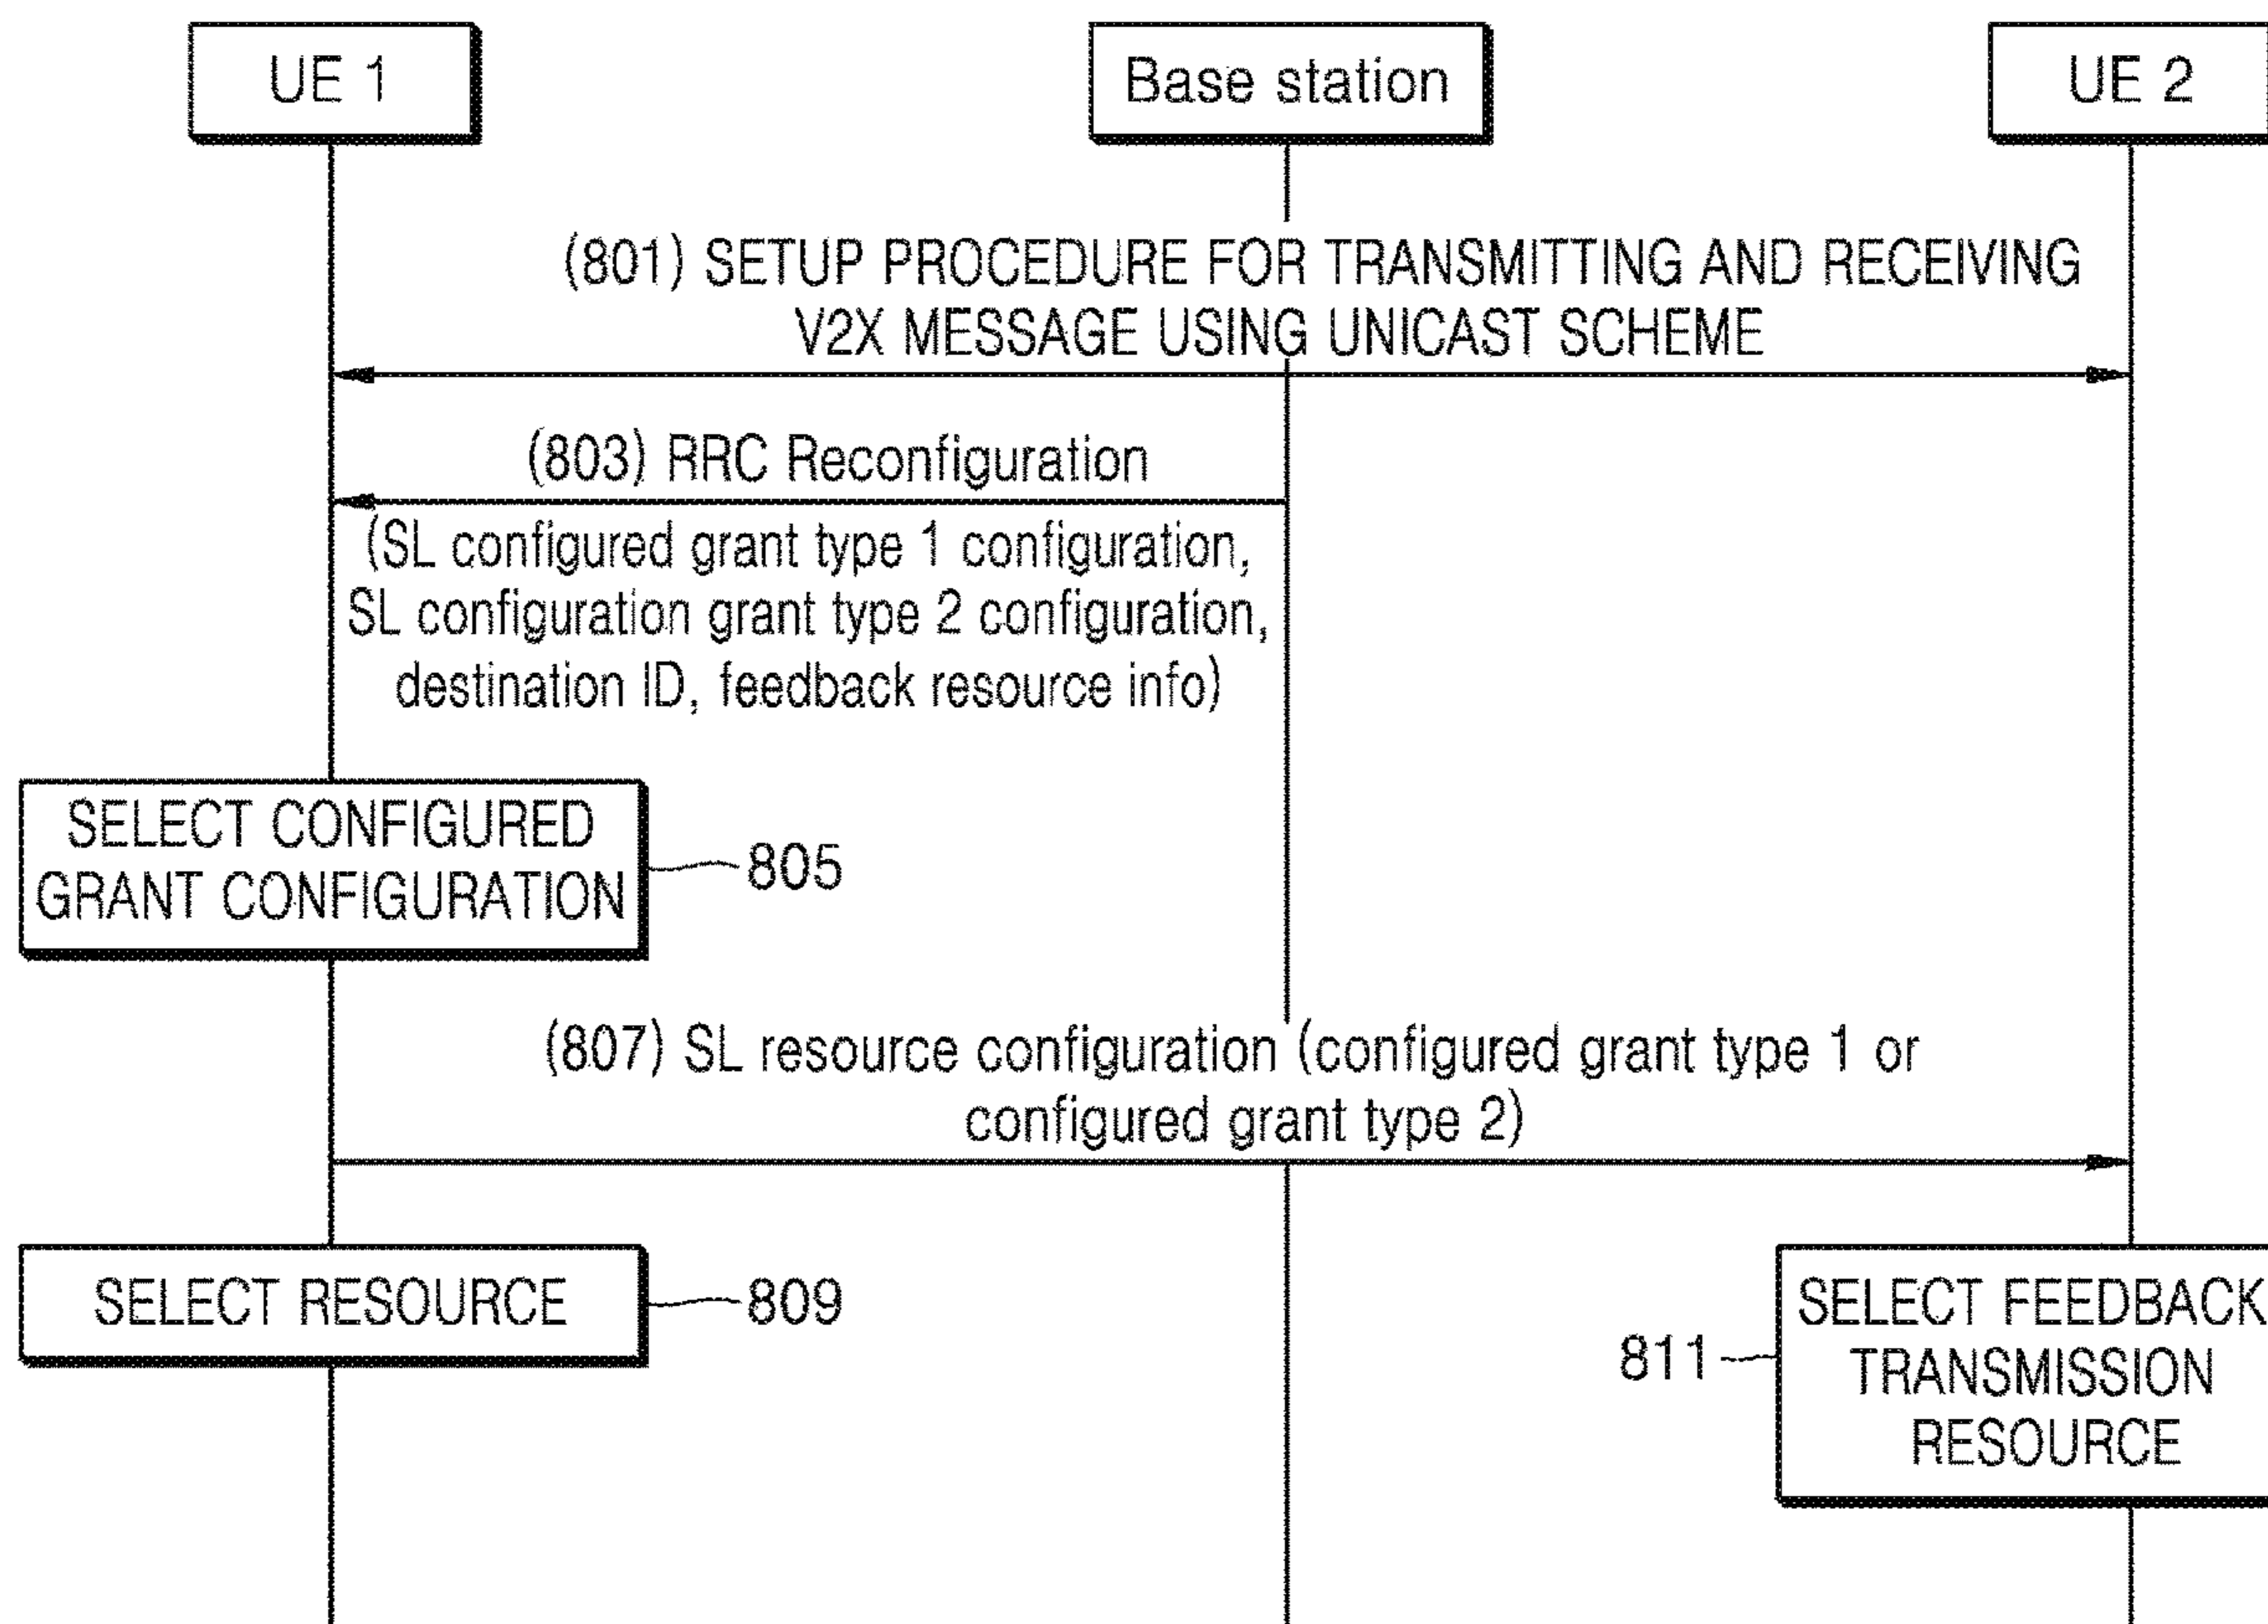 UE 1
Base station
UE 2
(801) SETUP PROCEDURE FOR TRANSMITTING AND RECEIVING
V2X MESSAGE USING UNICAST SCHEME
(803) RRC Reconfiguration
(SL configured grant type 1 configuration,
SL configuration grant type 2 configuration,
destination ID, feedback resource info)
SELECT CONFIGURED
GRANT CONFIGURATION
805
(807) SL resource configuration (configured grant type 1 or
configured grant type 2)
SELECT RESOURCE
809
811
SELECT FEEDBACK
TRANSMISSION
RESOURCE